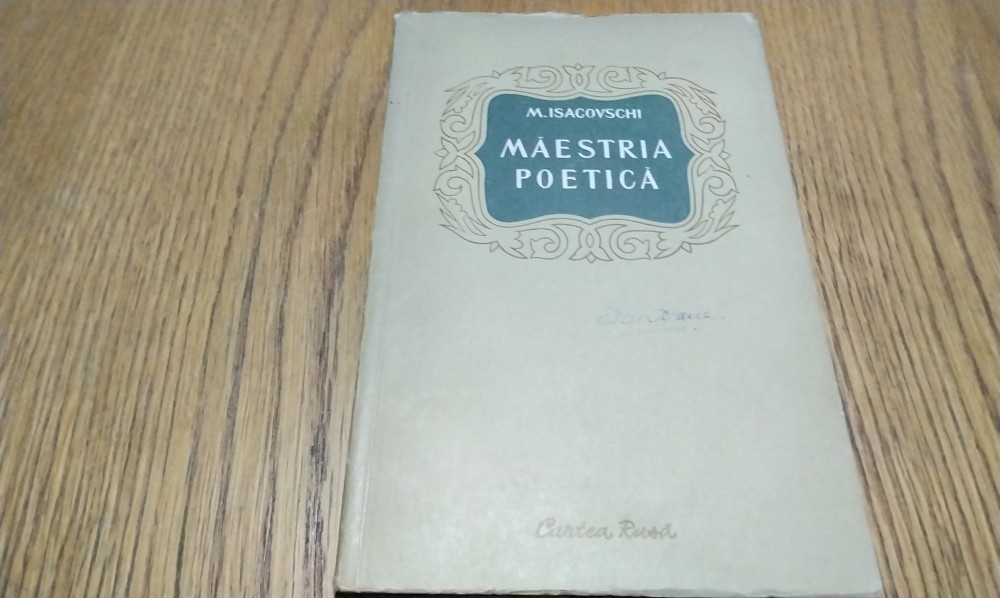 M. ISACOVSCHI
MĂESTRIA
POETICĂ
Cartea Rusă